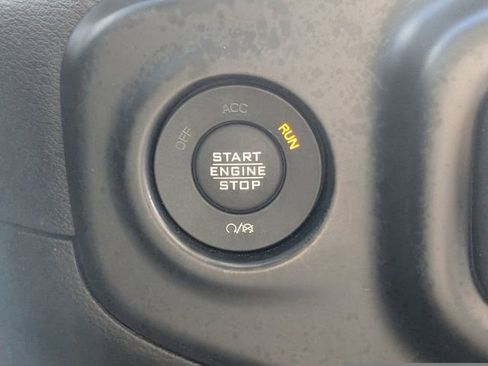 OFF ACC RUN
START
ENGINE
STOP